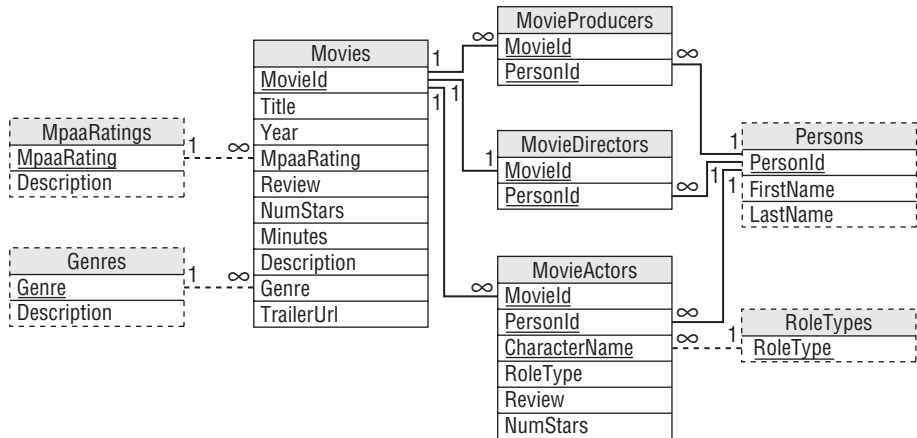 MpaaRatings
MpaaRating
Description
1
∞
Genres
Genre
Description
1
∞
Movies
MovieId
Title
Year
MpaaRating
Review
NumStars
Minutes
Description
Genre
TrailerUrl
1
1
1
∞
MovieProducers
MovieId
PersonId
∞
1
MovieDirectors
MovieId
PersonId
∞
∞
MovieActors
MovieId
PersonId
CharacterName
RoleType
Review
NumStars
∞
∞
1
1
1
Persons
PersonId
FirstName
LastName
1
RoleTypes
RoleType